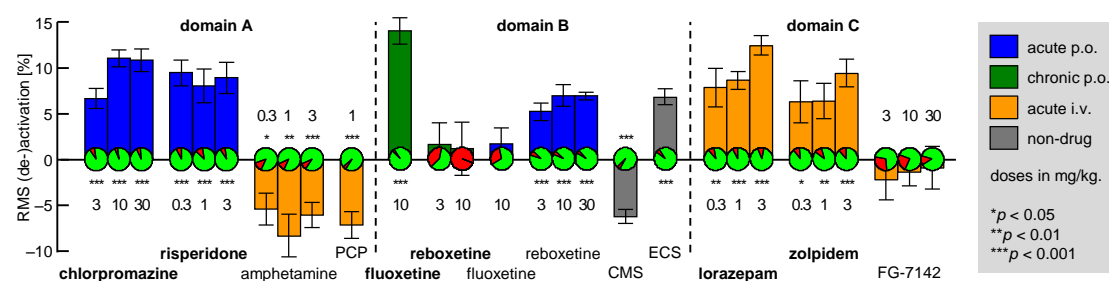 domain A
domain B
domain C
RMS (de-)activation [%]
15
10
5
0
−5
−10
0.3 1 3 1 3 10 30
* ** *** *** ***
*** *** *** *** *** *** *** *** *** *** *** ** *** *** * ** ***
3 10 30 0.3 1 3 10 3 10 10 3 10 30 0.3 1 3 0.3 1 3
risperidone PCP reboxetine reboxetine ECS zolpidem
chlorpromazine amphetamine fluoxetine fluoxetine CMS lorazepam FG-7142
acute p.o.
chronic p.o.
acute i.v.
non-drug
doses in mg/kg.
*p < 0.05
**p < 0.01
***p < 0.001